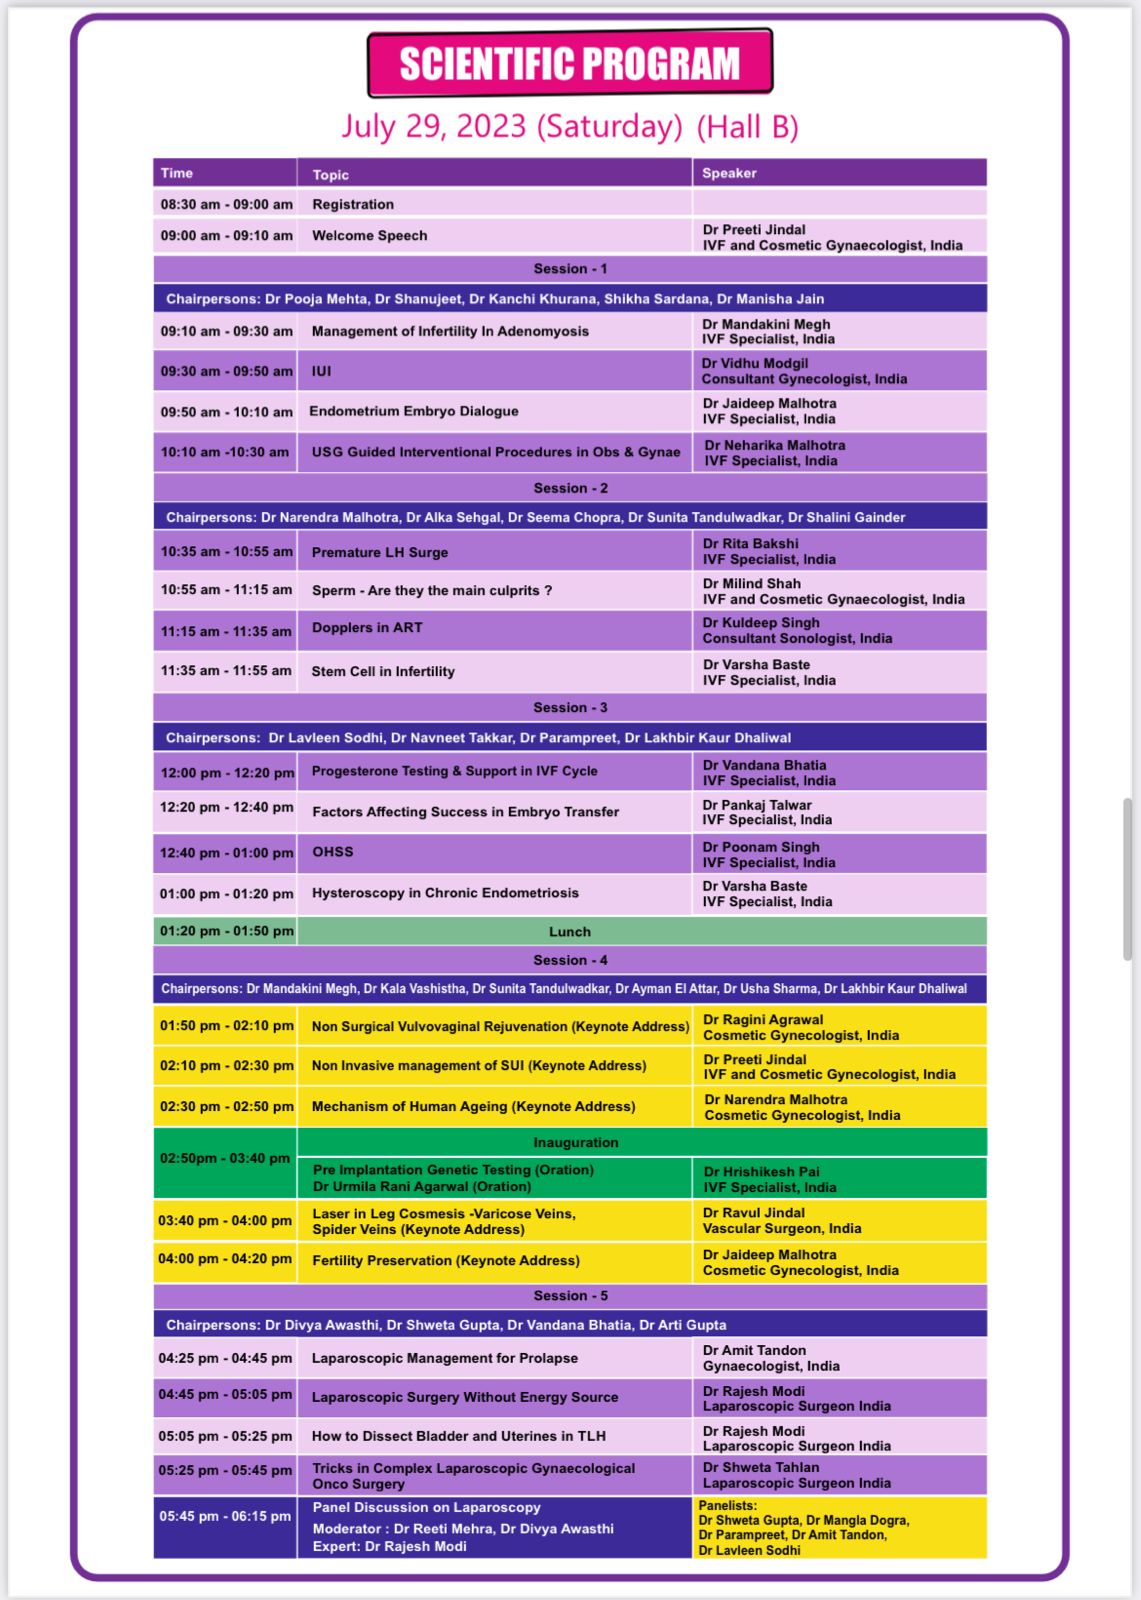 SCIENTIFIC PROGRAM
July 29, 2023 (Saturday) (Hall B)
Time Topic Speaker
08:30 am - 09:00 am Registration
09:00 am - 09:10 am Welcome Speech Dr Preeti Jindal
IVF and Cosmetic Gynaecologist, India
Session - 1
Chairpersons: Dr Pooja Mehta, Dr Shanujeet, Dr Kanchi Khurana, Shikha Sardana, Dr Manisha Jain
09:10 am - 09:30 am Management of Infertility In Adenomyosis Dr Mandakini Megh
IVF Specialist, India
09:30 am - 09:50 am IUI Dr Vidhu Modgil
Consultant Gynecologist, India
09:50 am - 10:10 am Endometrium Embryo Dialogue Dr Jaideep Malhotra
IVF Specialist, India
10:10 am -10:30 am USG Guided Interventional Procedures in Obs & Gynae Dr Neharika Malhotra
IVF Specialist, India
Session - 2
Chairpersons: Dr Narendra Malhotra, Dr Alka Sehgal, Dr Seema Chopra, Dr Sunita Tandulwadkar, Dr Shalini Gainder
10:35 am - 10:55 am Premature LH Surge Dr Rita Bakshi
IVF Specialist, India
10:55 am - 11:15 am Sperm - Are they the main culprits ? Dr Milind Shah
IVF and Cosmetic Gynaecologist, India
11:15 am - 11:35 am Dopplers in ART Dr Kuldeep Singh
Consultant Sonologist, India
11:35 am - 11:55 am Stem Cell in Infertility Dr Varsha Baste
IVF Specialist, India
Session - 3
Chairpersons: Dr Lavleen Sodhi, Dr Navneet Takkar, Dr Parampreet, Dr Lakhbir Kaur Dhaliwal
12:00 pm - 12:20 pm Progesterone Testing & Support in IVF Cycle Dr Vandana Bhatia
IVF Specialist, India
12:20 pm - 12:40 pm Factors Affecting Success in Embryo Transfer Dr Pankaj Talwar
IVF Specialist, India
12:40 pm - 01:00 pm OHSS Dr Poonam Singh
IVF Specialist, India
01:00 pm - 01:20 pm Hysteroscopy in Chronic Endometriosis Dr Varsha Baste
IVF Specialist, India
01:20 pm - 01:50 pm Lunch
Session - 4
Chairpersons: Dr Mandakini Megh, Dr Kala Vashistha, Dr Sunita Tandulwadkar, Dr Ayman El Attar, Dr Usha Sharma, Dr Lakhbir Kaur Dhaliwal
01:50 pm - 02:10 pm Non Surgical Vulvovaginal Rejuvenation (Keynote Address) Dr Ragini Agrawal
Cosmetic Gynecologist, India
02:10 pm - 02:30 pm Non Invasive management of SUI (Keynote Address) Dr Preeti Jindal
IVF and Cosmetic Gynecologist, India
02:30 pm - 02:50 pm Mechanism of Human Ageing (Keynote Address) Dr Narendra Malhotra
Cosmetic Gynecologist, India
02:50pm - 03:40 pm Inauguration
Pre Implantation Genetic Testing (Oration) Dr Hrishikesh Pai
Dr Urmila Rani Agarwal (Oration) IVF Specialist, India
03:40 pm - 04:00 pm Laser in Leg Cosmesis -Varicose Veins, Dr Ravul Jindal
Spider Veins (Keynote Address) Vascular Surgeon, India
04:00 pm - 04:20 pm Fertility Preservation (Keynote Address) Dr Jaideep Malhotra
Cosmetic Gynecologist, India
Session - 5
Chairpersons: Dr Divya Awasthi, Dr Shweta Gupta, Dr Vandana Bhatia, Dr Arti Gupta
04:25 pm - 04:45 pm Laparoscopic Management for Prolapse Dr Amit Tandon
Gynaecologist, India
04:45 pm - 05:05 pm Laparoscopic Surgery Without Energy Source Dr Rajesh Modi
Laparoscopic Surgeon India
05:05 pm - 05:25 pm How to Dissect Bladder and Uterines in TLH Dr Rajesh Modi
Laparoscopic Surgeon India
05:25 pm - 05:45 pm Tricks in Complex Laparoscopic Gynaecological Dr Shweta Tahlan
Onco Surgery Laparoscopic Surgeon India
05:45 pm - 06:15 pm Panel Discussion on Laparoscopy
Moderator : Dr Reeti Mehra, Dr Divya Awasthi
Expert: Dr Rajesh Modi
Panelists:
Dr Shweta Gupta, Dr Mangla Dogra,
Dr Parampreet, Dr Amit Tandon,
Dr Lavleen Sodhi